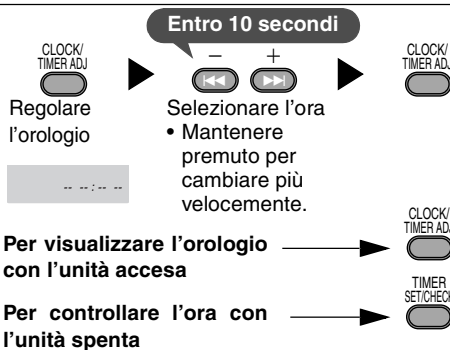 Entro 10 secondi
CLOCK/
TIMER ADJ
− +
CLOCK/
TIMER ADJ
Regolare
l'orologio
Selezionare l'ora
• Mantenere
premuto per
cambiare più
velocemente.
-- --:-- --
Per visualizzare l'orologio
con l'unità accesa
CLOCK/
TIMER ADJ
Per controllare l'ora con
l'unità spenta
TIMER
SET/CHECK